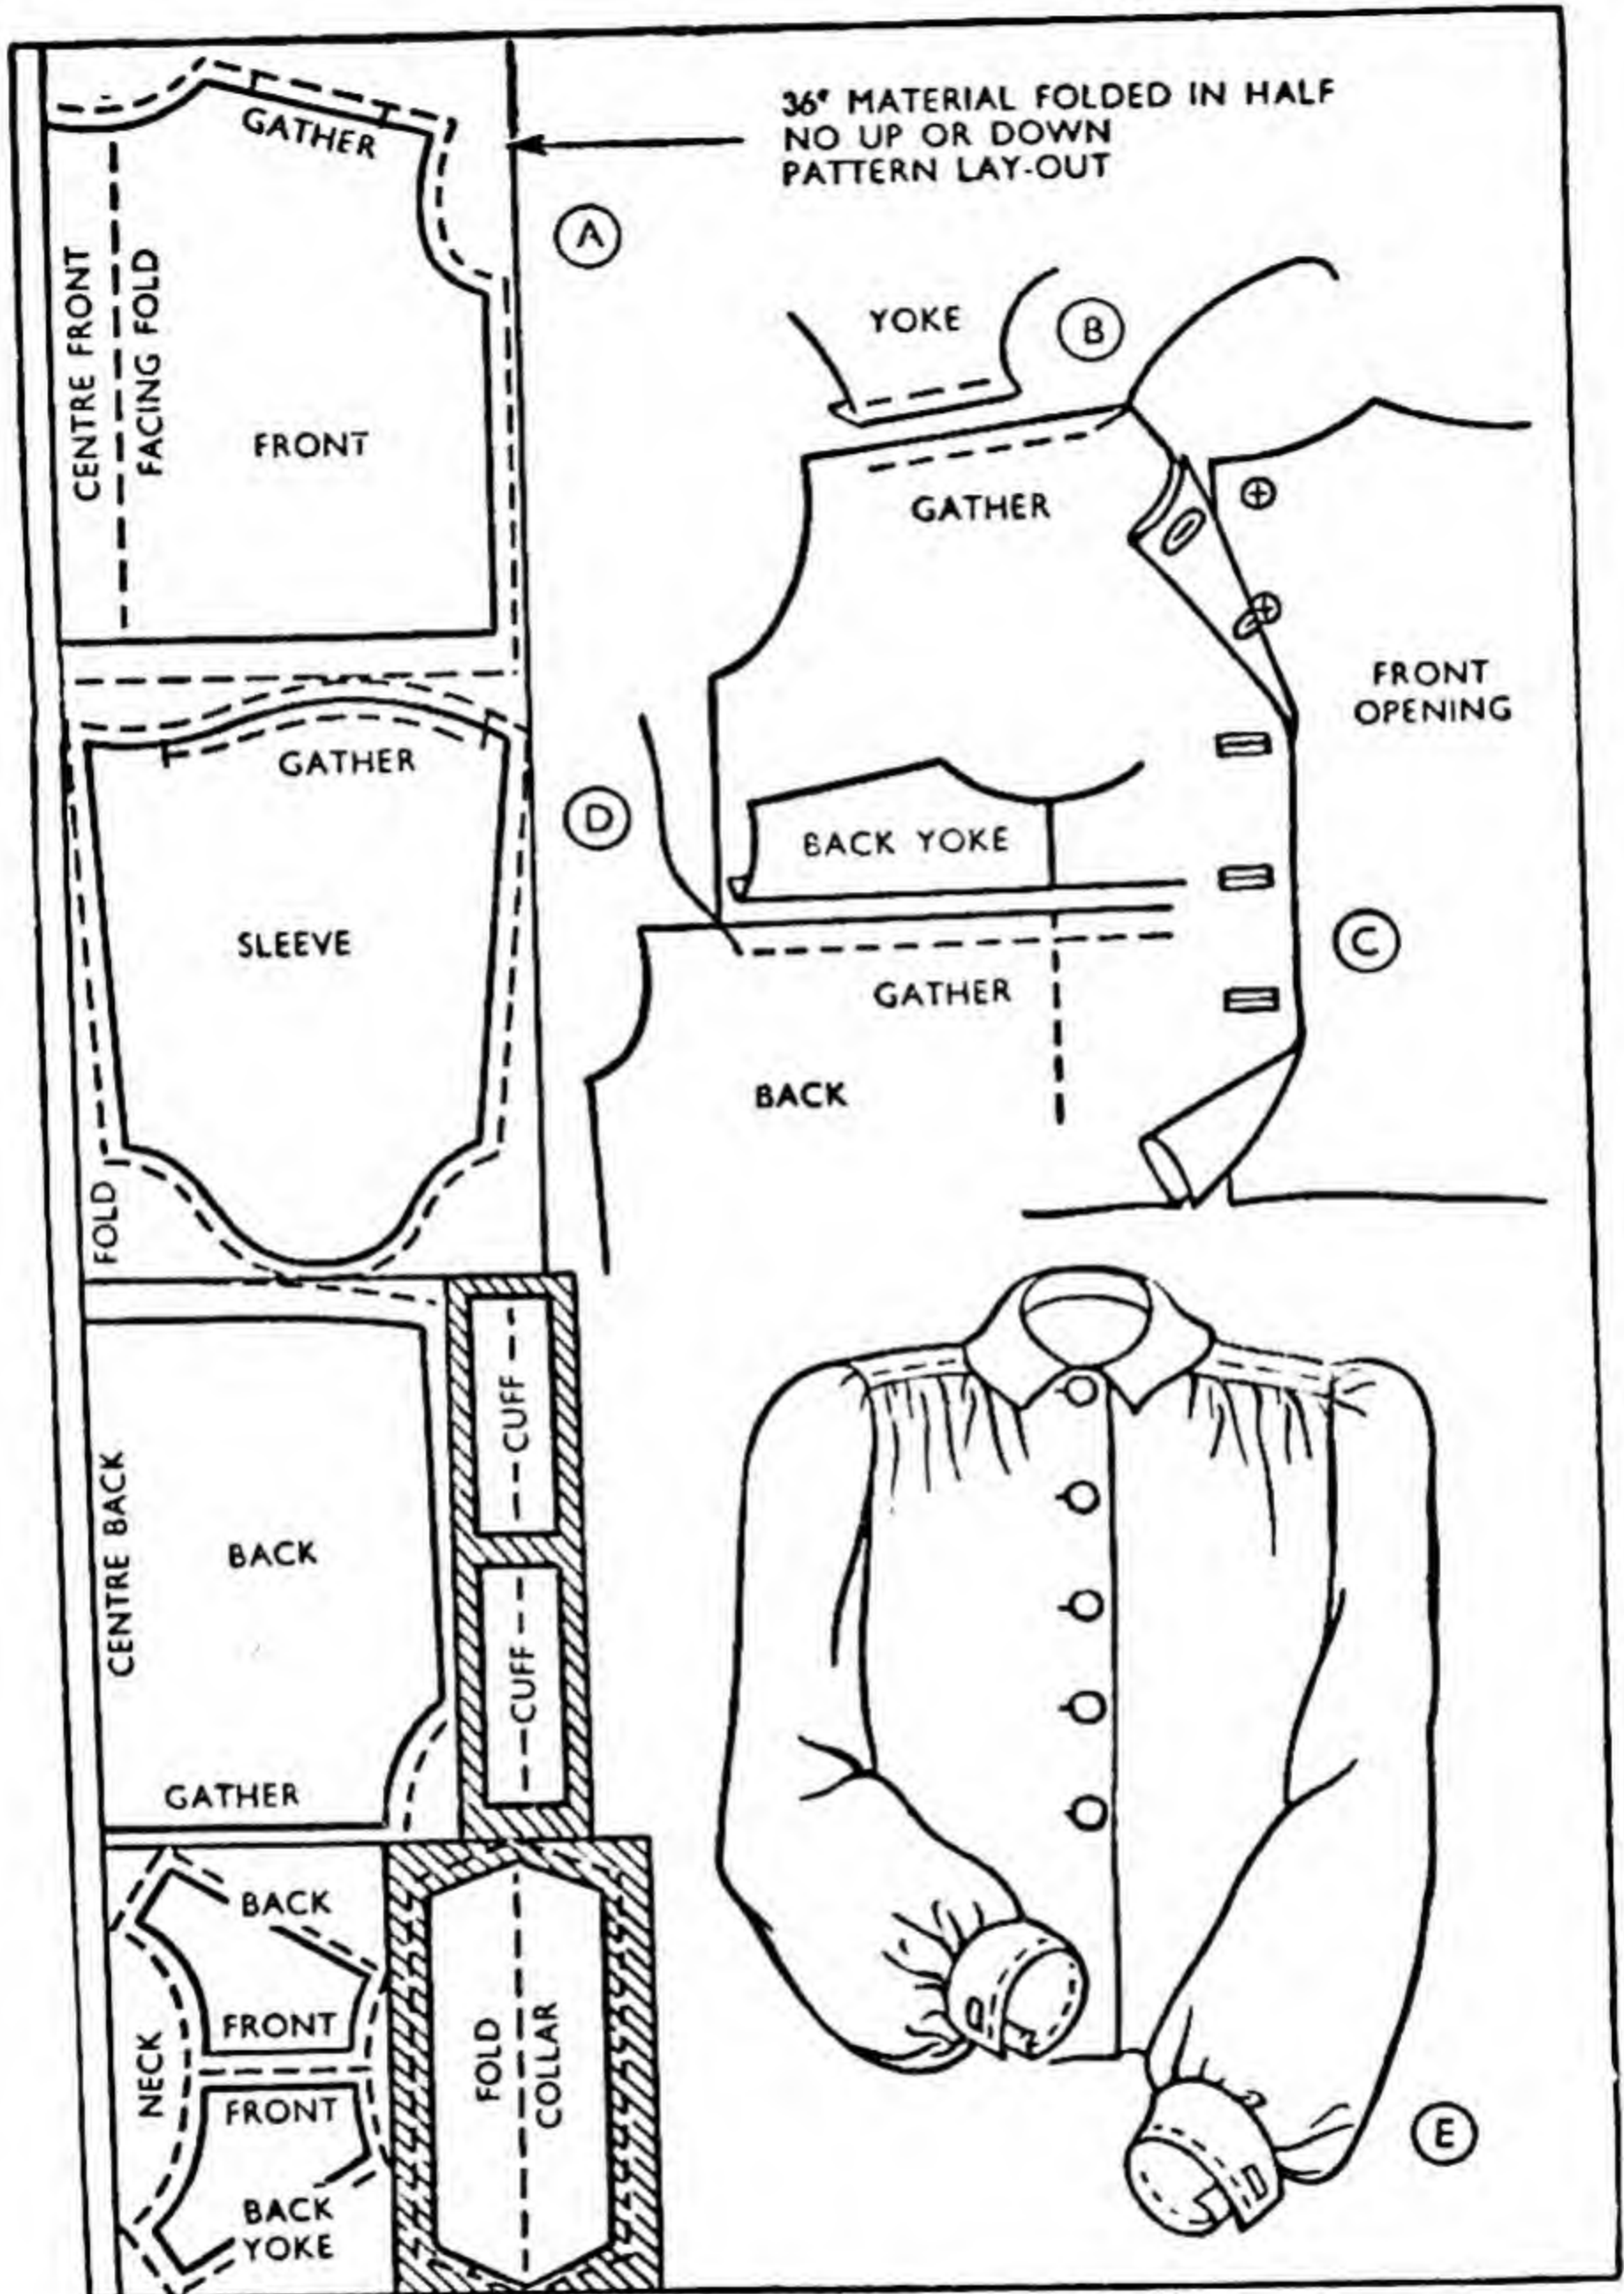 36" MATERIAL FOLDED IN HALF
NO UP OR DOWN
PATTERN LAY-OUT
A
GATHER
CENTRE FRONT
FACING FOLD
FRONT
YOKE
B
GATHER
FRONT
OPENING
GATHER
SLEEVE
FOLD
D
BACK YOKE
GATHER
BACK
C
CENTRE BACK
BACK
GATHER
CUFF
CUFF
BACK
FRONT
NECK
FRONT
BACK
YOKE
FOLD
COLLAR
E